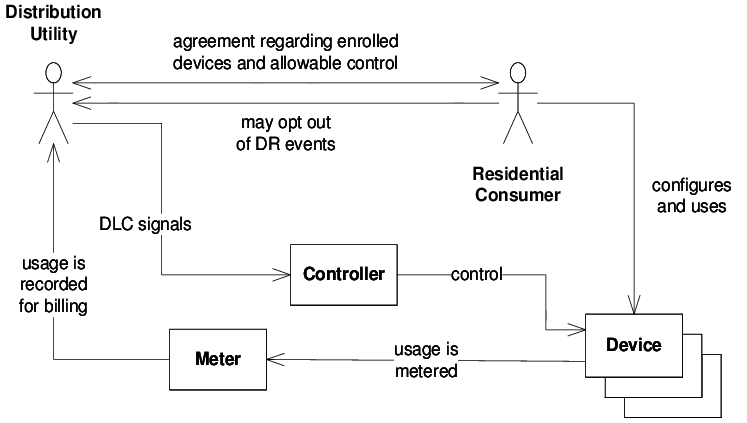 Distribution
Utility
agreement regarding enrolled
devices and allowable control
may opt out
of DR events
Residential
Consumer
configures
and uses
DLC signals
Controller
control
usage is
recorded
for billing
Meter
usage is
metered
Device